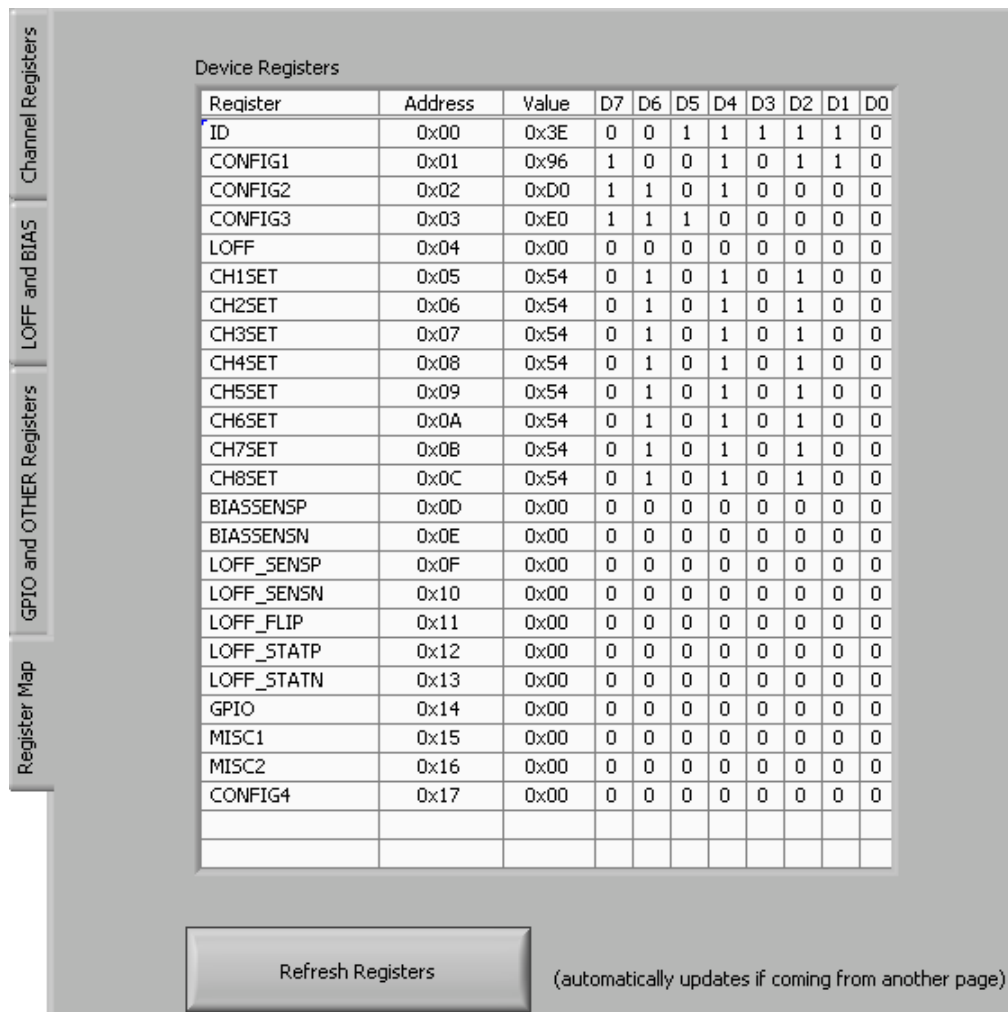 Channel Registers
LOFF and BIAS
GPIO and OTHER Registers
Register Map
Device Registers
Register Address Value D7 D6 D5 D4 D3 D2 D1 D0
ID 0x00 0x3E 0 0 1 1 1 1 1 0
CONFIG1 0x01 0x96 1 0 0 1 0 1 1 0
CONFIG2 0x02 0xD0 1 1 0 1 0 0 0 0
CONFIG3 0x03 0xE0 1 1 1 0 0 0 0 0
LOFF 0x04 0x00 0 0 0 0 0 0 0 0
CH1SET 0x05 0x54 0 1 0 1 0 1 0 0
CH2SET 0x06 0x54 0 1 0 1 0 1 0 0
CH3SET 0x07 0x54 0 1 0 1 0 1 0 0
CH4SET 0x08 0x54 0 1 0 1 0 1 0 0
CH5SET 0x09 0x54 0 1 0 1 0 1 0 0
CH6SET 0x0A 0x54 0 1 0 1 0 1 0 0
CH7SET 0x0B 0x54 0 1 0 1 0 1 0 0
CH8SET 0x0C 0x54 0 1 0 1 0 1 0 0
BIASSENSP 0x0D 0x00 0 0 0 0 0 0 0 0
BIASSENSN 0x0E 0x00 0 0 0 0 0 0 0 0
LOFF_SENSP 0x0F 0x00 0 0 0 0 0 0 0 0
LOFF_SENSN 0x10 0x00 0 0 0 0 0 0 0 0
LOFF_FLIP 0x11 0x00 0 0 0 0 0 0 0 0
LOFF_STATP 0x12 0x00 0 0 0 0 0 0 0 0
LOFF_STATN 0x13 0x00 0 0 0 0 0 0 0 0
GPIO 0x14 0x00 0 0 0 0 0 0 0 0
MISC1 0x15 0x00 0 0 0 0 0 0 0 0
MISC2 0x16 0x00 0 0 0 0 0 0 0 0
CONFIG4 0x17 0x00 0 0 0 0 0 0 0 0
Refresh Registers
(automatically updates if coming from another page)